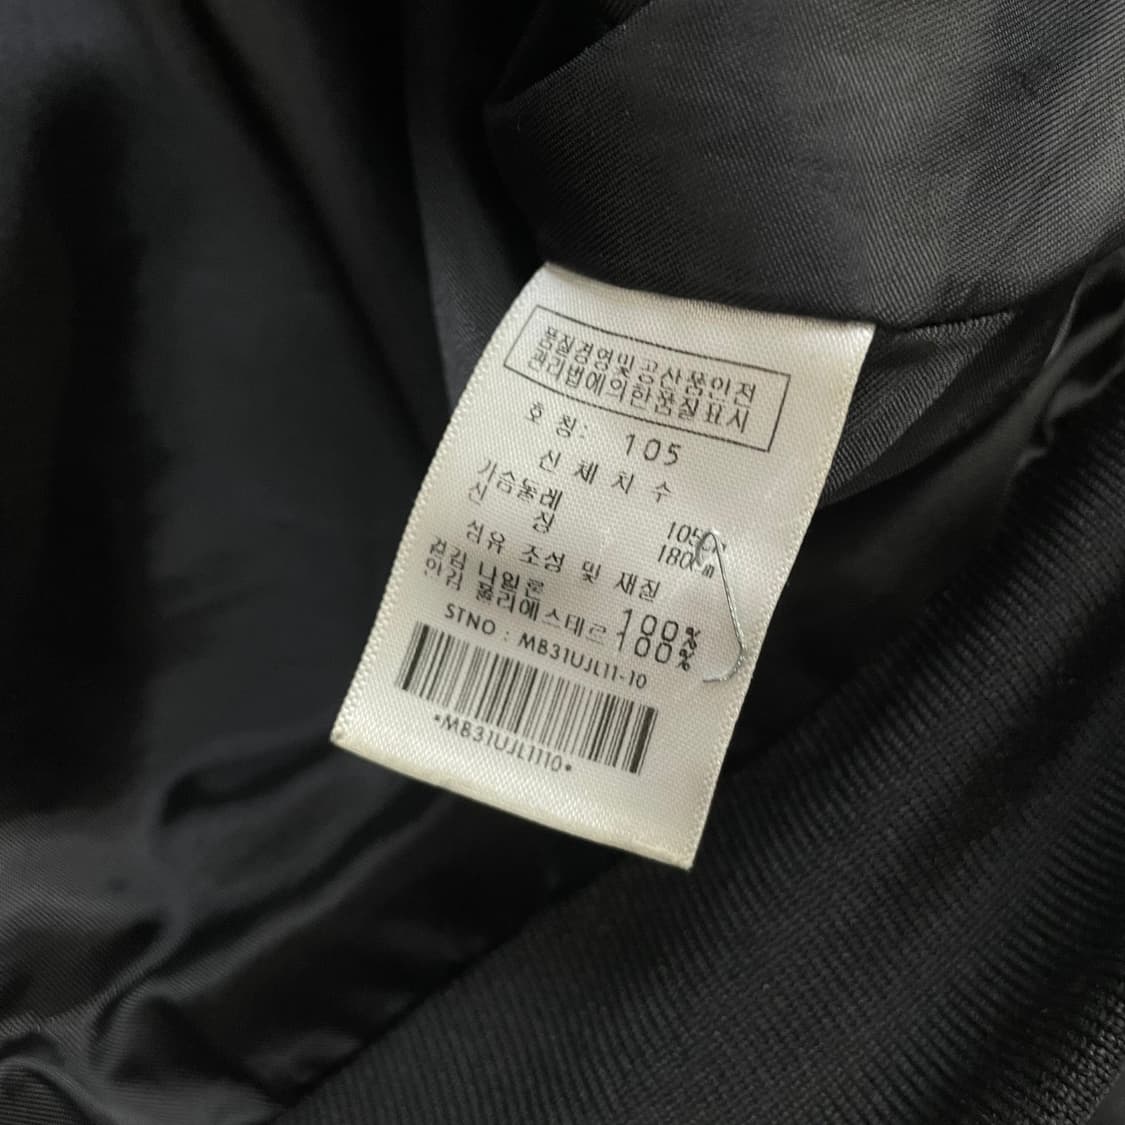 품질경영및공산품안전
관리법에의한품질표시
호 칭: 105
신 체 치 수
가슴둘레 105cm
신 장 180cm
섬유 조성 및 재질
겉감 나일론 100%
안감 폴리에스테르 100%
STNO : MB31UJL11-10
*MB31UJL1110*